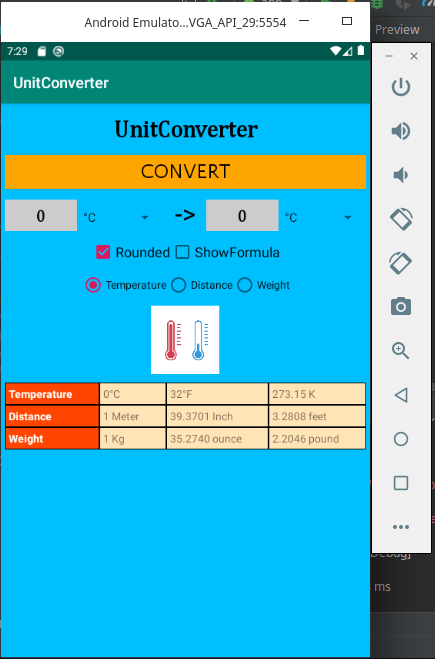 Android Emulato...VGA_API_29:5554
Preview
7:29
UnitConverter
UnitConverter
CONVERT
0 °C -> 0 °C
Rounded ShowFormula
Temperature Distance Weight
Temperature 0°C 32°F 273.15 K
Distance 1 Meter 39.3701 Inch 3.2808 feet
Weight 1 Kg 35.2740 ounce 2.2046 pound
ms